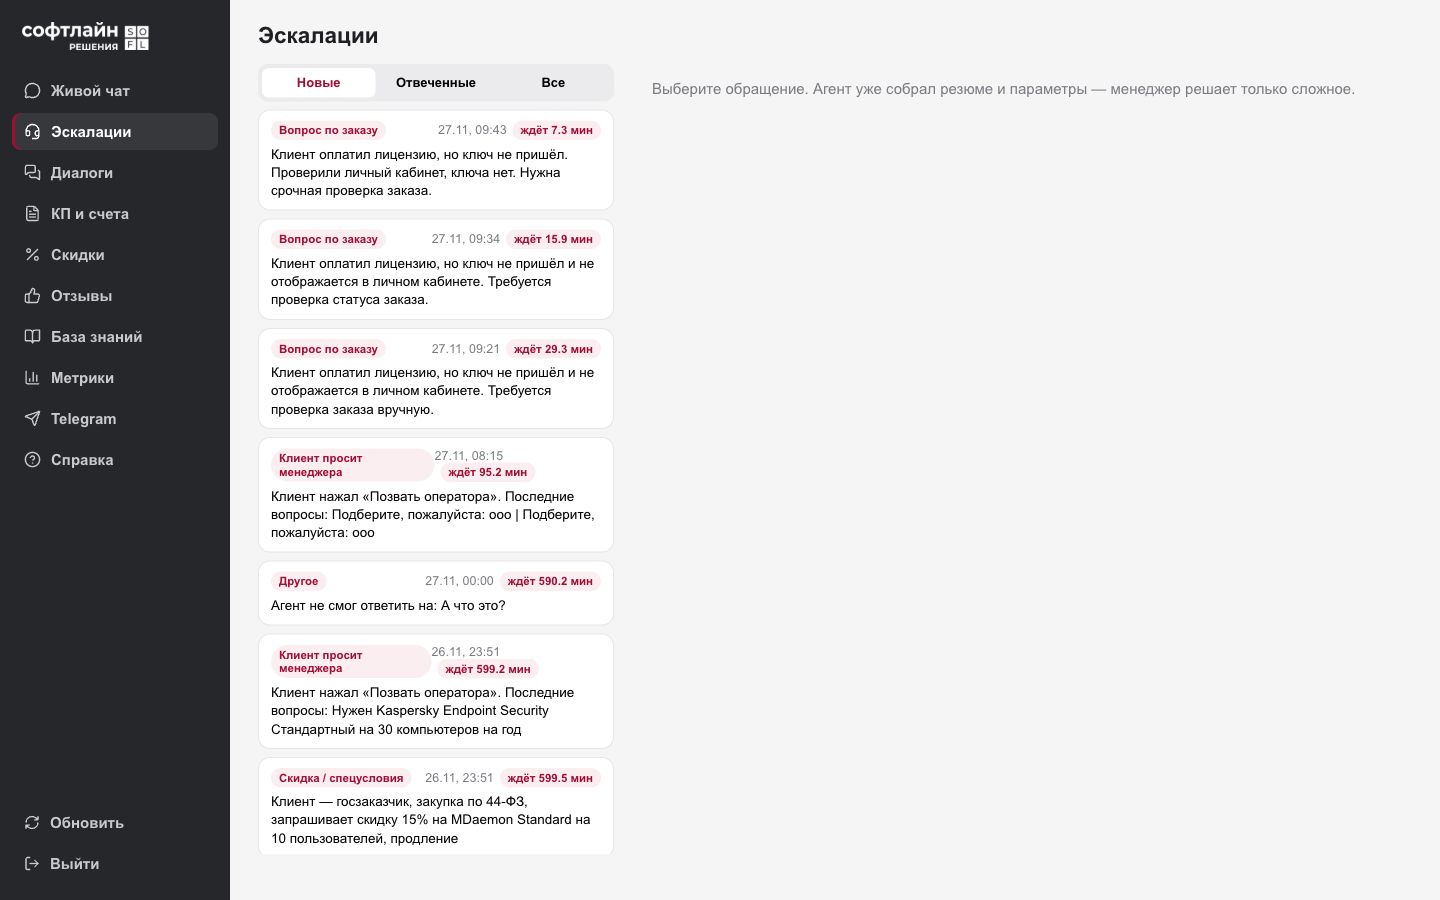 софтлайн SO
РЕШЕНИЯ FL
Живой чат
Эскалации
Диалоги
КП и счета
Скидки
Отзывы
База знаний
Метрики
Telegram
Справка
Обновить
Выйти
Эскалации
Новые Отвеченные Все
Вопрос по заказу 27.11, 09:43 ждёт 7.3 мин
Клиент оплатил лицензию, но ключ не пришёл.
Проверили личный кабинет, ключа нет. Нужна
срочная проверка заказа.
Вопрос по заказу 27.11, 09:34 ждёт 15.9 мин
Клиент оплатил лицензию, но ключ не пришёл и не
отображается в личном кабинете. Требуется
проверка статуса заказа.
Вопрос по заказу 27.11, 09:21 ждёт 29.3 мин
Клиент оплатил лицензию, но ключ не пришёл и не
отображается в личном кабинете. Требуется
проверка заказа вручную.
Клиент просит
менеджера
27.11, 08:15
ждёт 95.2 мин
Клиент нажал «Позвать оператора». Последние
вопросы: Подберите, пожалуйста: ооо | Подберите,
пожалуйста: ооо
Другое 27.11, 00:00 ждёт 590.2 мин
Агент не смог ответить на: А что это?
Клиент просит
менеджера
26.11, 23:51
ждёт 599.2 мин
Клиент нажал «Позвать оператора». Последние
вопросы: Нужен Kaspersky Endpoint Security
Стандартный на 30 компьютеров на год
Скидка / спецусловия 26.11, 23:51 ждёт 599.5 мин
Клиент — госзаказчик, закупка по 44-ФЗ,
запрашивает скидку 15% на MDaemon Standard на
10 пользователей, продление
Выберите обращение. Агент уже собрал резюме и параметры — менеджер решает только сложное.